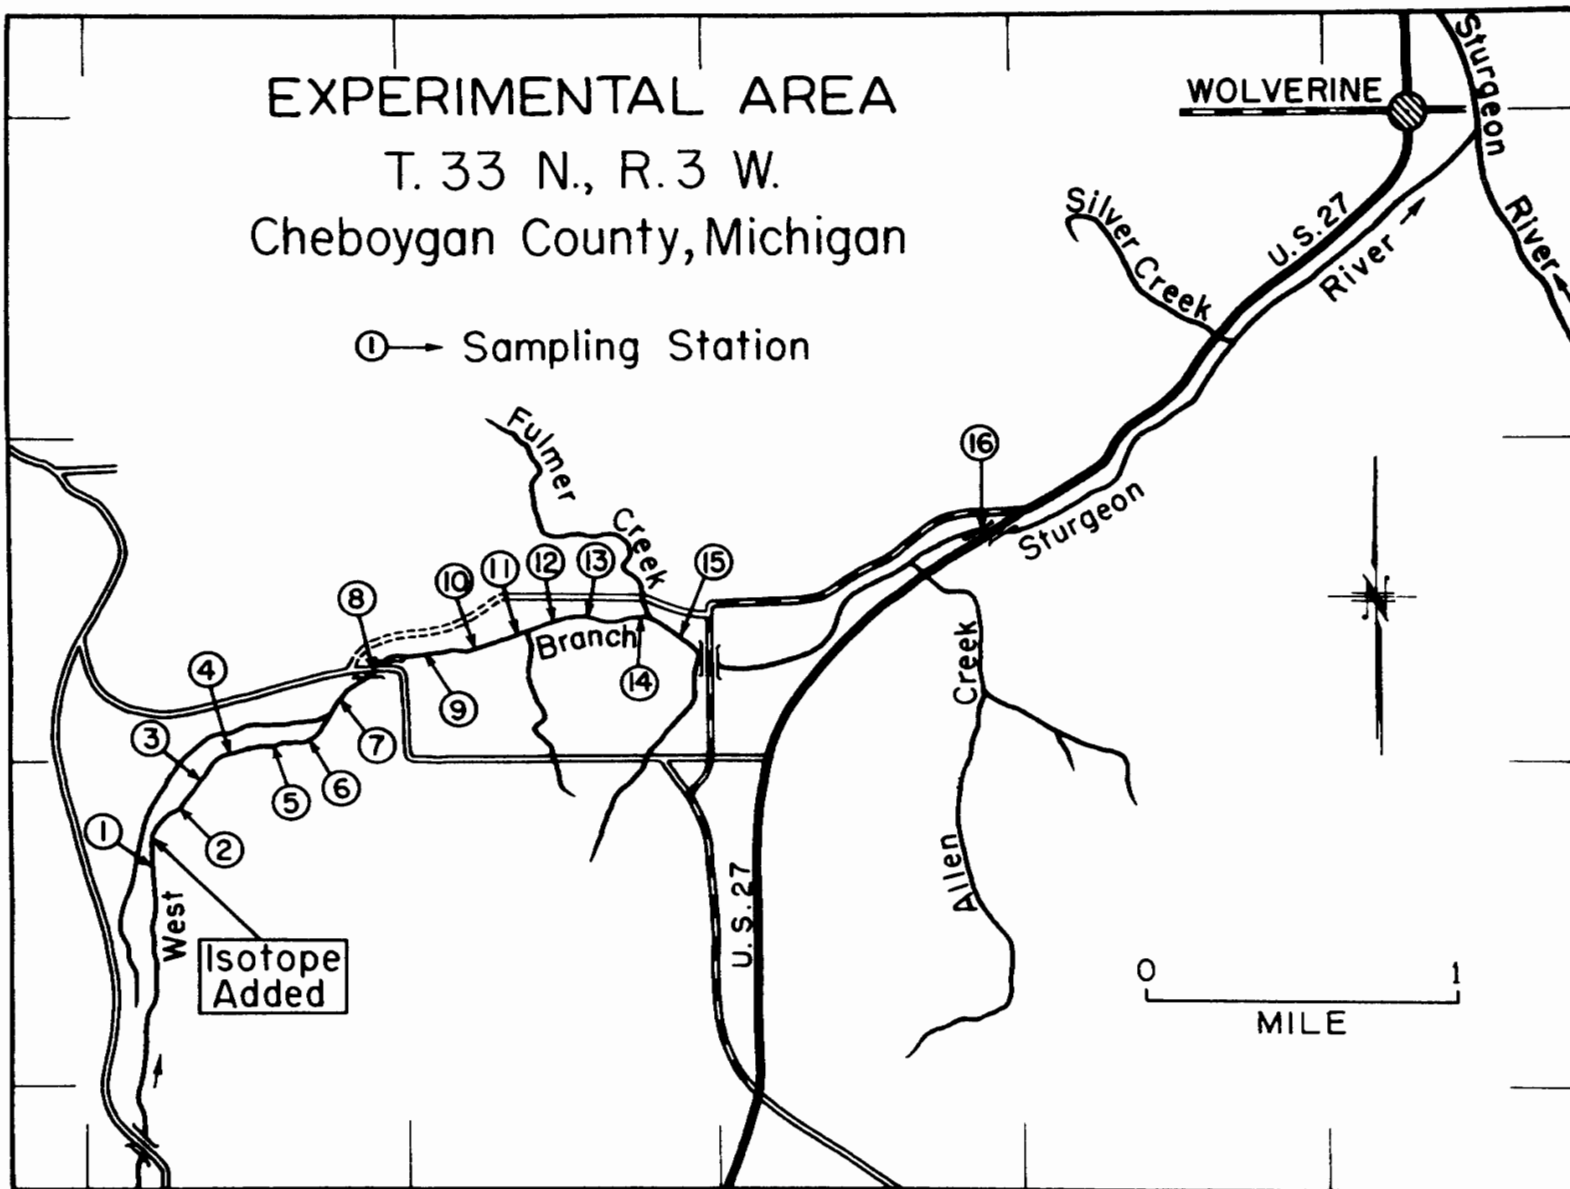 EXPERIMENTAL AREA
T. 33 N., R. 3 W.
Cheboygan County, Michigan
① Sampling Station
WOLVERINE
Sturgeon
River
U.S. 27
River
Silver Creek
Sturgeon
16
Fulmer
Creek
8
10
11
12
13
15
Branch
14
9
4
3
7
5
6
1
2
West
Isotope
Added
U.S. 27
Creek
Allen
0 1
MILE